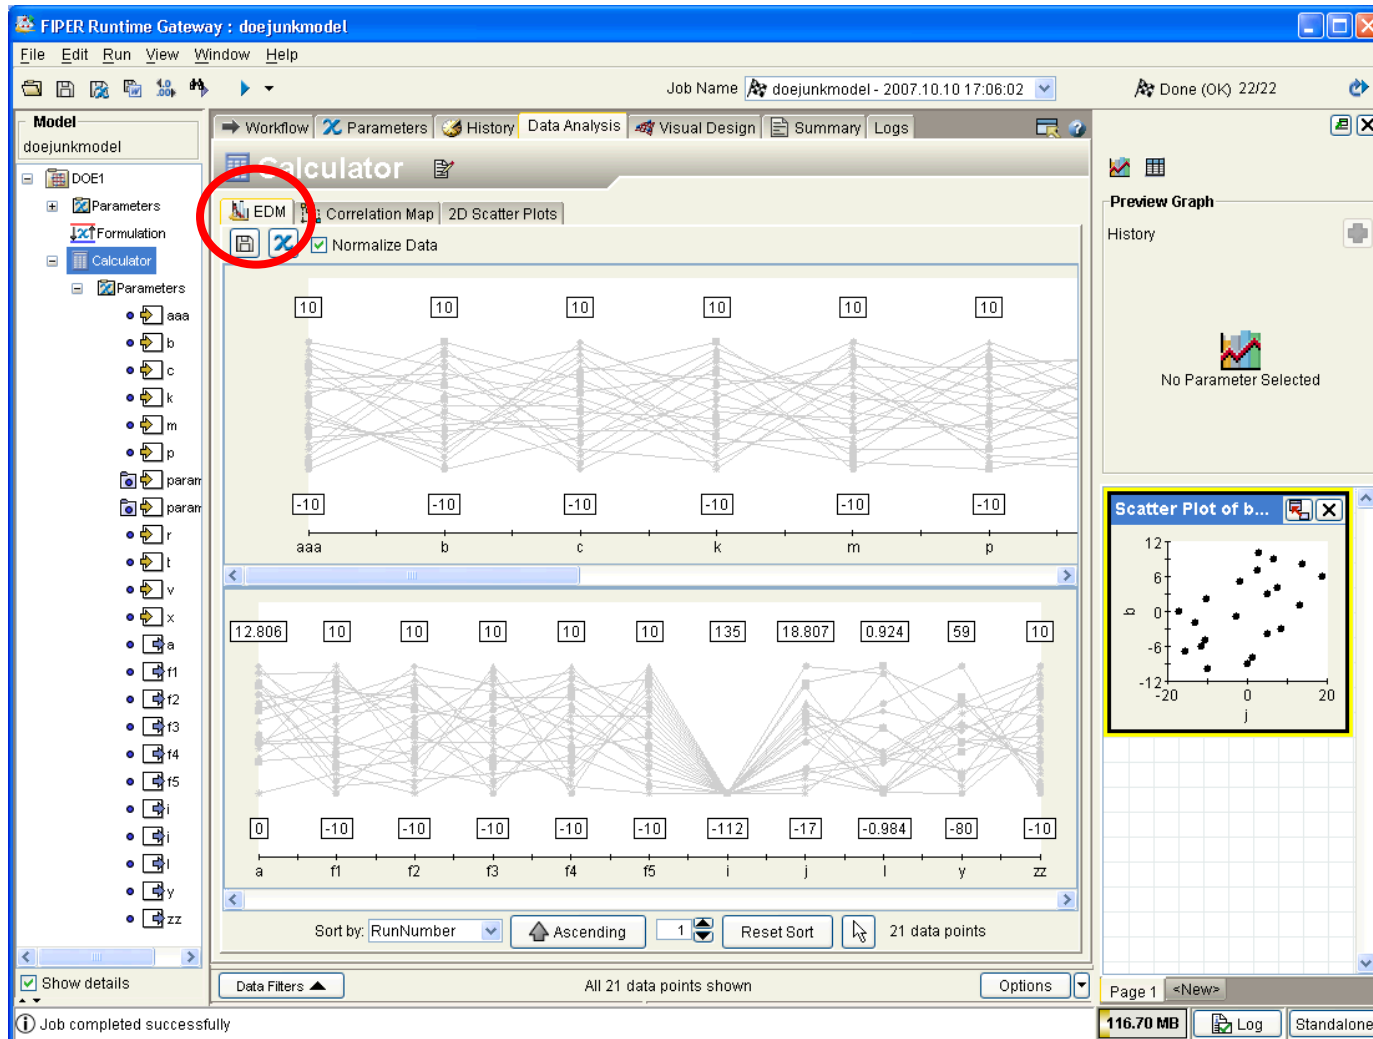 FIPER Runtime Gateway : doejunkmodel
File Edit Run View Window Help
Job Name doejunkmodel - 2007.10.10 17:06:02 Done (OK) 22/22
Model
doejunkmodel
Workflow Parameters History Data Analysis Visual Design Summary Logs
Calculator
EDM Correlation Map 2D Scatter Plots
Normalize Data
DOE1
Parameters
Formulation
Calculator
Parameters
aaa
b
c
k
m
p
param
param
r
t
v
x
a
f1
f2
f3
f4
f5
i
j
l
y
zz
Show details
10 10 10 10 10 10
-10 -10 -10 -10 -10 -10
aaa b c k m p
12.806 10 10 10 10 10 135 18.807 0.924 59 10
0 -10 -10 -10 -10 -10 -112 -17 -0.984 -80 -10
a f1 f2 f3 f4 f5 i j l y zz
Sort by: RunNumber Ascending 1 Reset Sort 21 data points
Data Filters All 21 data points shown Options
Preview Graph
History
No Parameter Selected
Scatter Plot of b...
12
6
0
-6
-12
b
-20 0 20
j
Page 1 <New>
Job completed successfully
116.70 MB Log Standalone